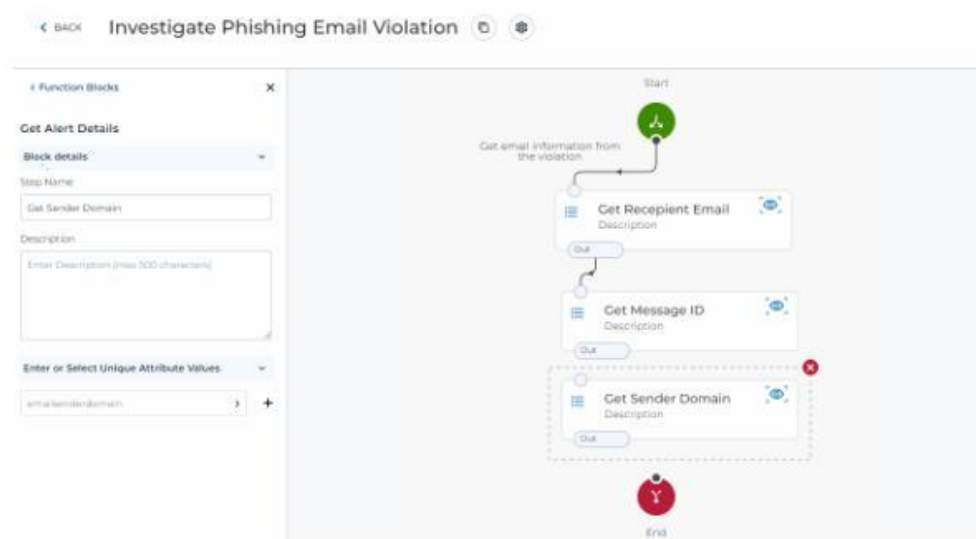 BACK
Investigate Phishing Email Violation
Function Blocks
Get Alert Details
Block details
Step Name
Get Sender Domain
Description
Enter Description (max 500 characters)
Enter or Select Unique Attribute Values
emailsenderdomain
Start
Get email information from
the violation
Get Recepient Email
Description
Out
Get Message ID
Description
Out
Get Sender Domain
Description
Out
End